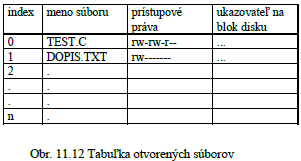 index meno súboru prístupové práva ukazovateľ na blok disku
0 TEST.C rw-rw-r-- ...
1 DOPIS.TXT rw------- ...
2 .
. .
. .
n .
Obr. 11.12 Tabuľka otvorených súborov